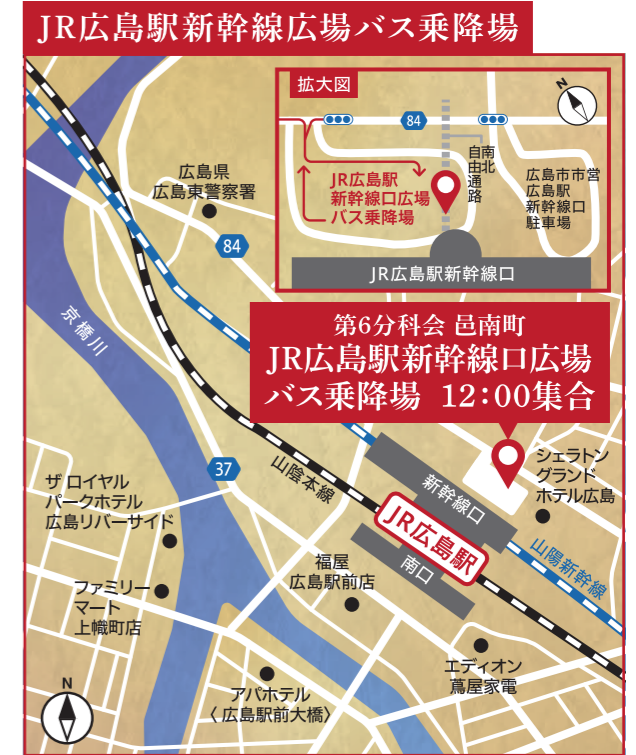 JR広島駅新幹線広場バス乗降場
拡大図
N
84
自由通路
南北
JR広島駅
新幹線口広場
バス乗降場
広島市市営
広島駅
新幹線口
駐車場
JR広島駅新幹線口
広島県
広島東警察署
84
京橋川
第6分科会 邑南町
JR広島駅新幹線口広場
バス乗降場 12:00集合
37
山陰本線
新幹線口
シェラトン
グランド
ホテル広島
ザ ロイヤル
パークホテル
広島リバーサイド
JR広島駅
南口
山陽新幹線
福屋
広島駅前店
ファミリー
マート
上幟町店
エディオン
蔦屋家電
アパホテル
〈広島駅前大橋〉
N